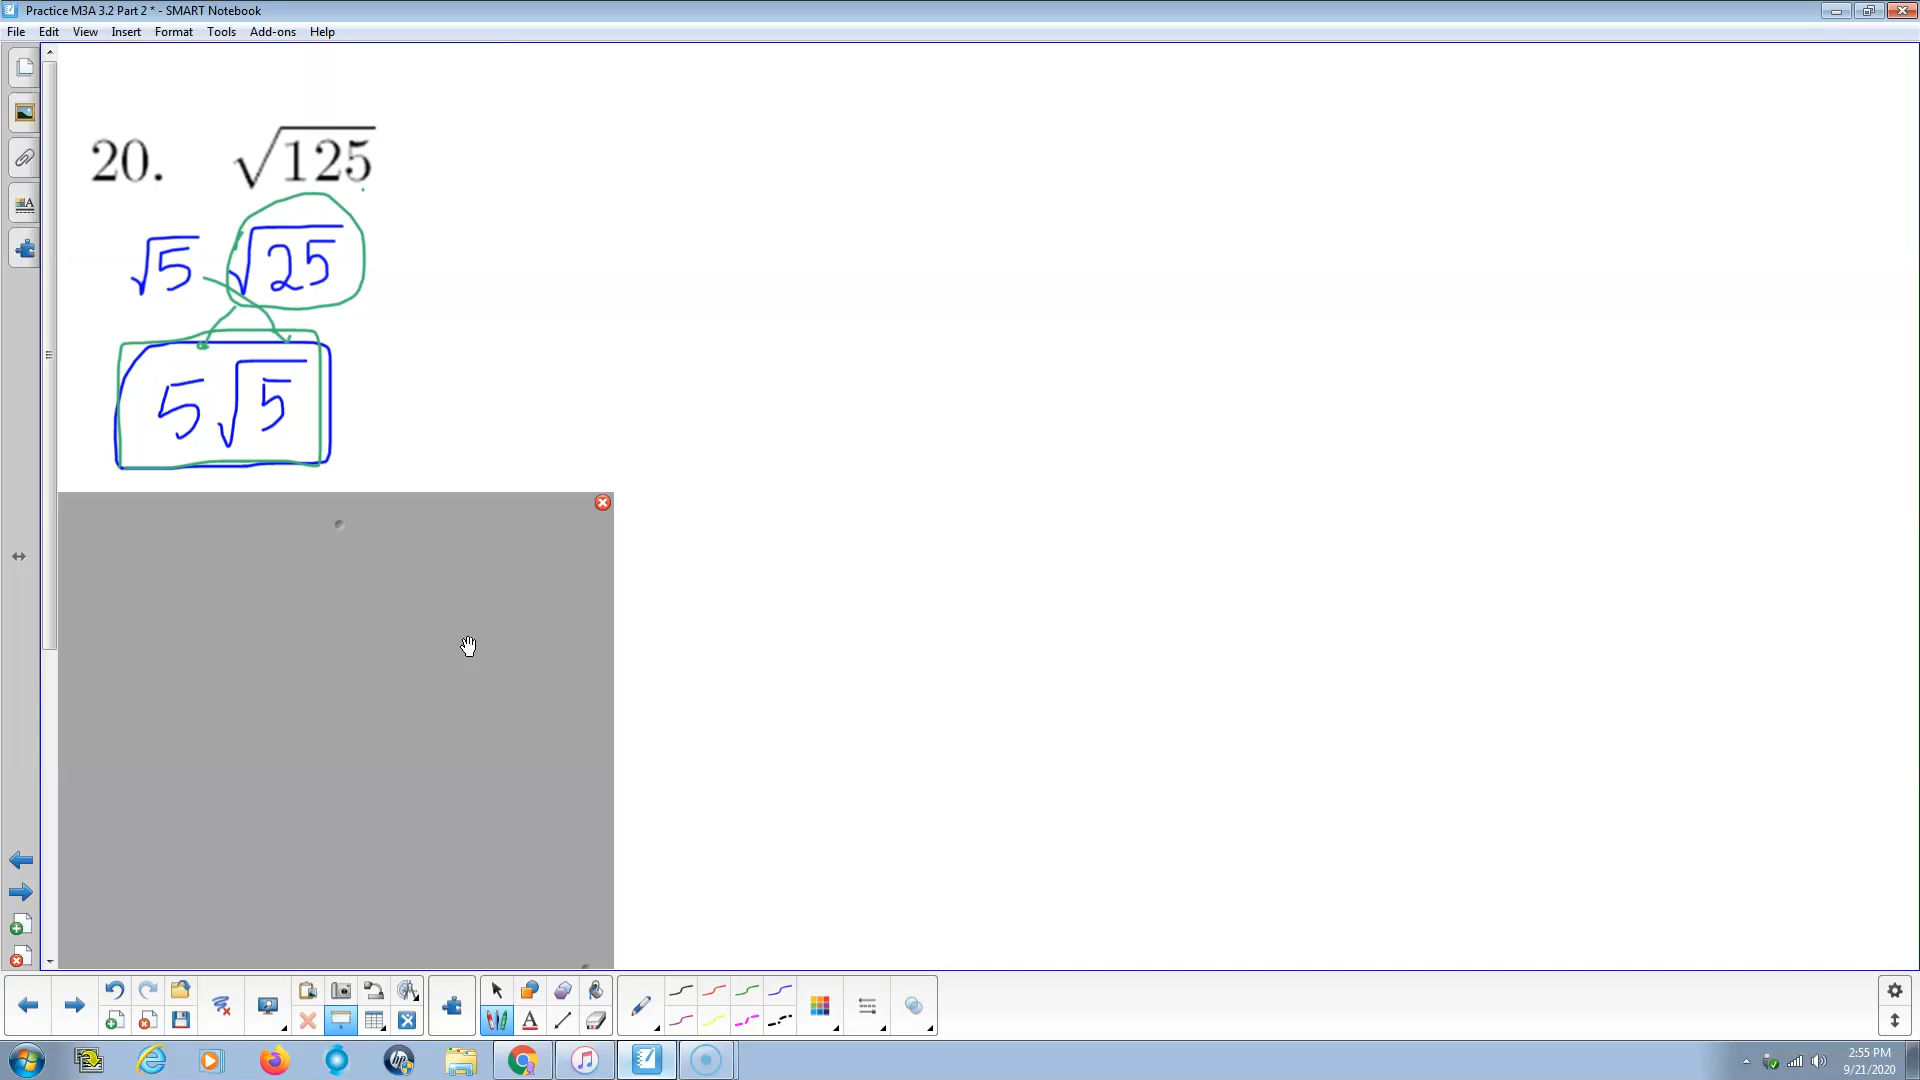 Practice M3A 3.2 Part 2 * - SMART Notebook
File Edit View Insert Format Tools Add-ons Help
20. √125
√5 √25
5√5
2:55 PM
9/21/2020